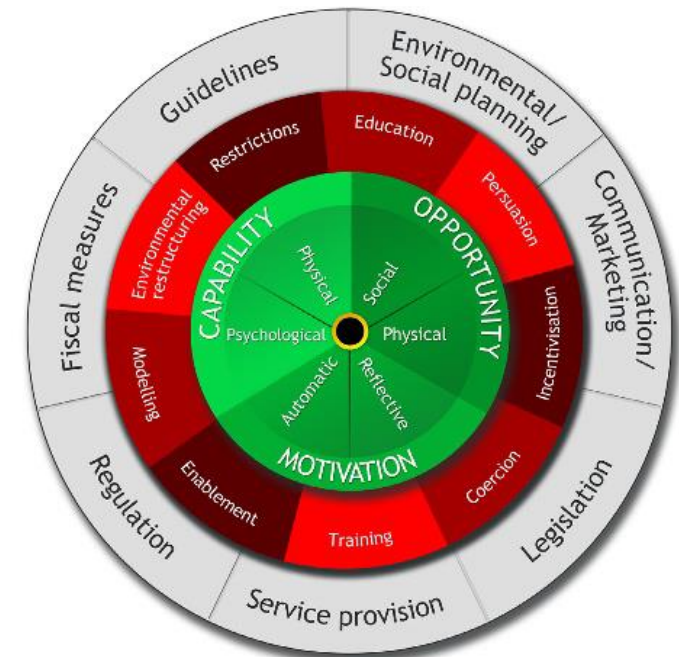 Environmental/
Social planning
Communication/
Marketing
Legislation
Service provision
Regulation
Fiscal measures
Guidelines
Education
Persuasion
Incentivisation
Coercion
Training
Enablement
Modelling
Environmental
restructuring
Restrictions
CAPABILITY
OPPORTUNITY
MOTIVATION
Physical
Social
Psychological
Physical
Automatic
Reflective